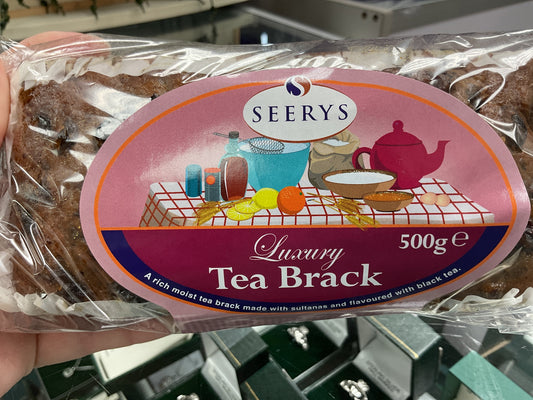 SEERYS
Luxury
500g e
Tea Brack
A rich moist tea brack made with sultanas and flavoured with black tea.